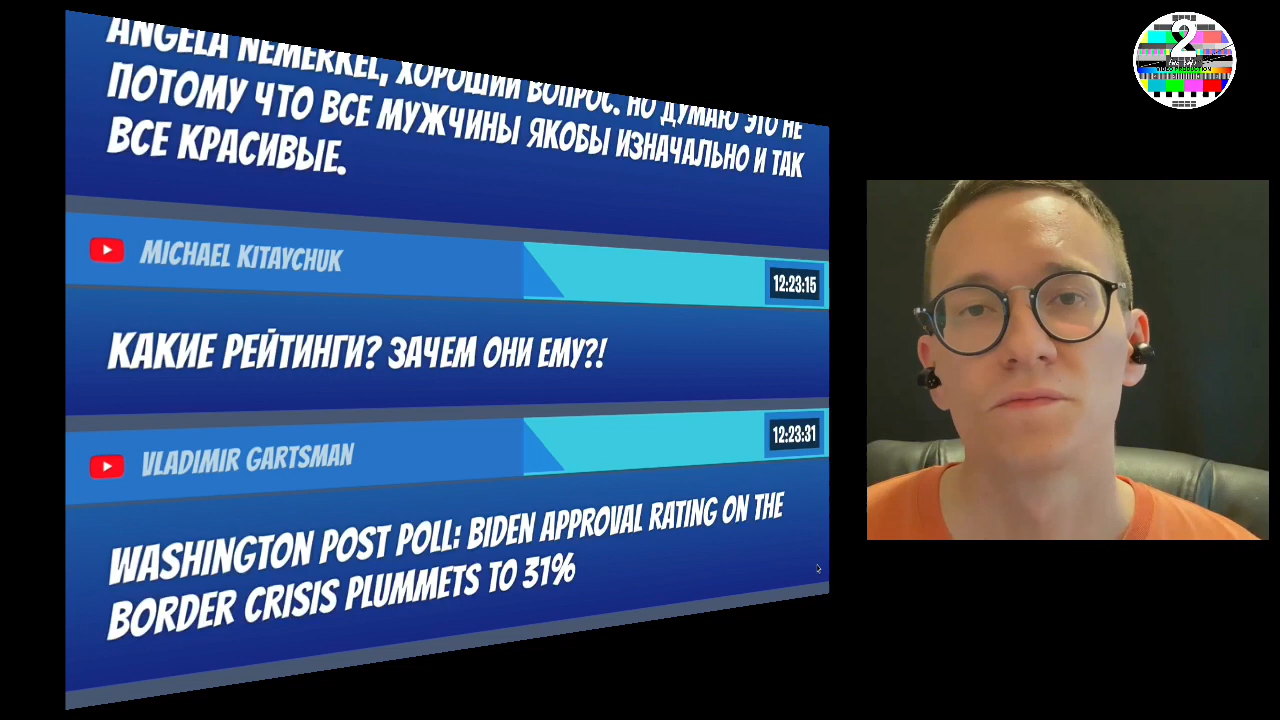 ANGELA NEMERKEL, ХОРОШИЙ ВОПРОС. НО ДУМАЮ ЭТО НЕ
ПОТОМУ ЧТО ВСЕ МУЖЧИНЫ ЯКОБЫ ИЗНАЧАЛЬНО И ТАК
ВСЕ КРАСИВЫЕ.
MICHAEL KITAYCHUK
12:23:15
КАКИЕ РЕЙТИНГИ? ЗАЧЕМ ОНИ ЕМУ?!
VLADIMIR GARTSMAN
12:23:31
WASHINGTON POST POLL: BIDEN APPROVAL RATING ON THE
BORDER CRISIS PLUMMETS TO 31%
2